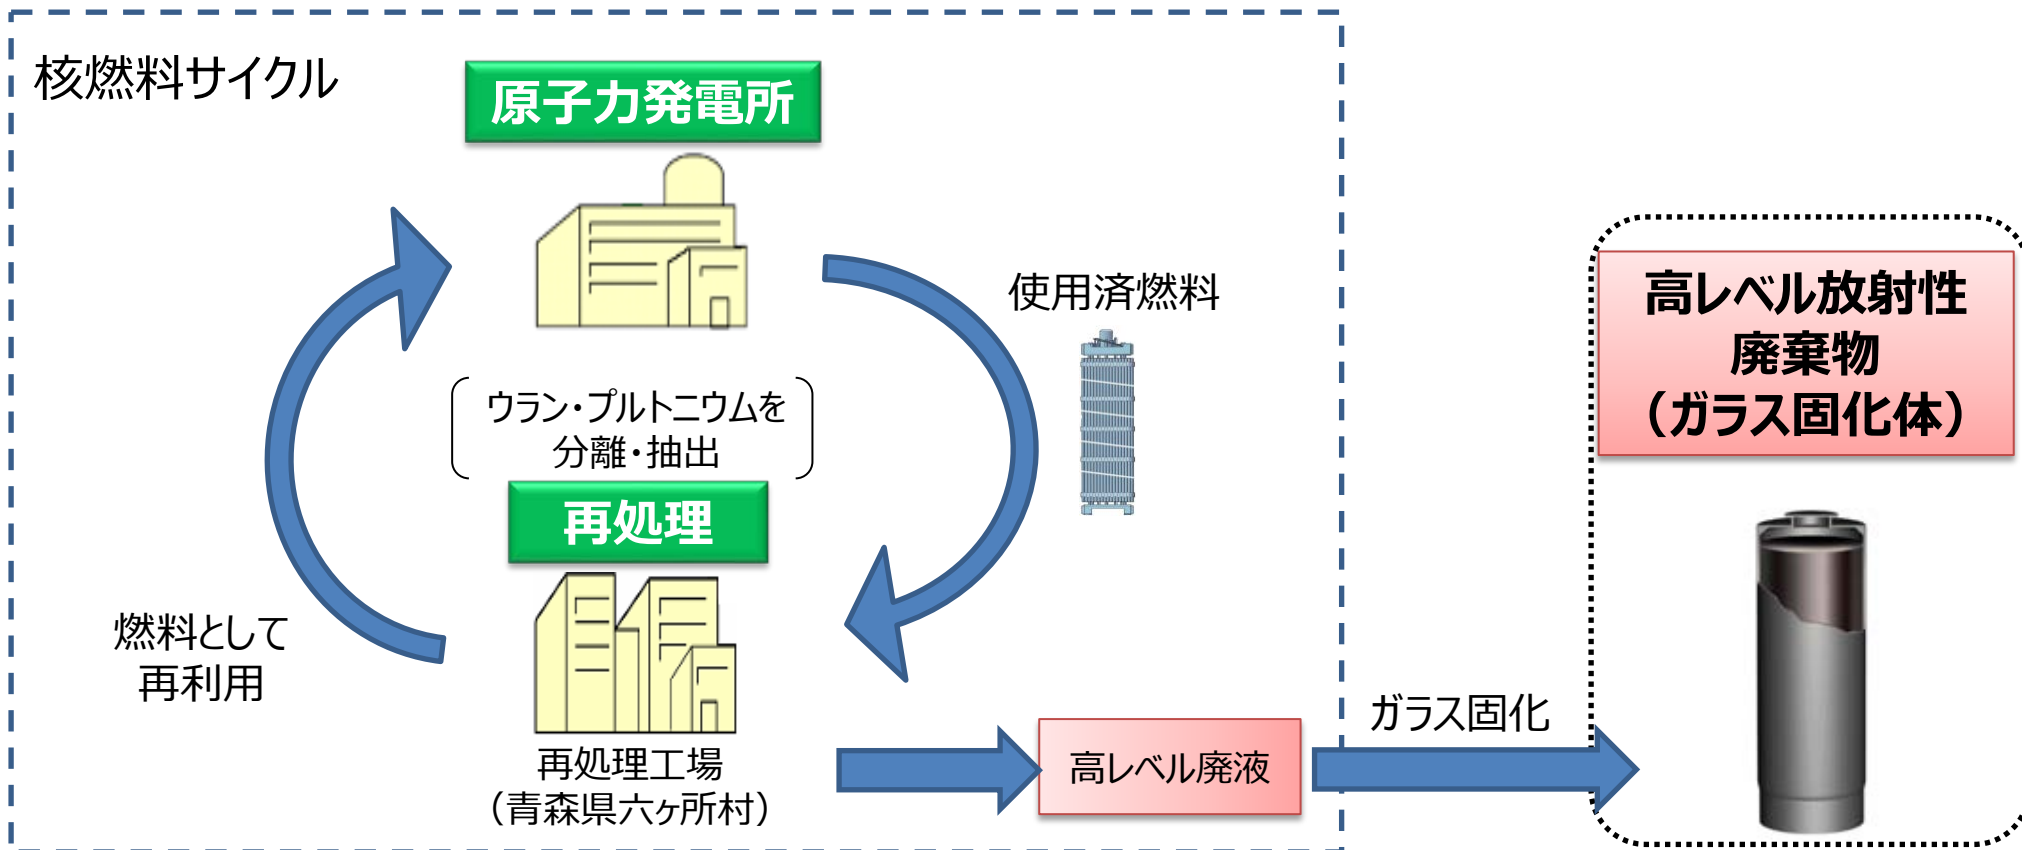 核燃料サイクル
原子力発電所
使用済燃料
ウラン・プルトニウムを
分離・抽出
再処理
燃料として
再利用
再処理工場
（青森県六ヶ所村）
高レベル廃液
ガラス固化
高レベル放射性
廃棄物
（ガラス固化体）